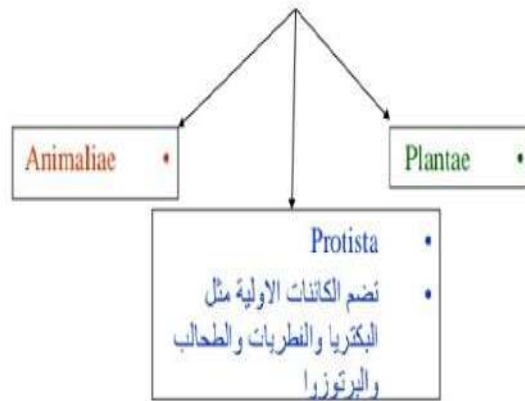 Animaliae •
Plantae •
Protista •
• تضم الكائنات الاولية مثل
البكتريا والفطريات والطحالب
والبرتوزوا